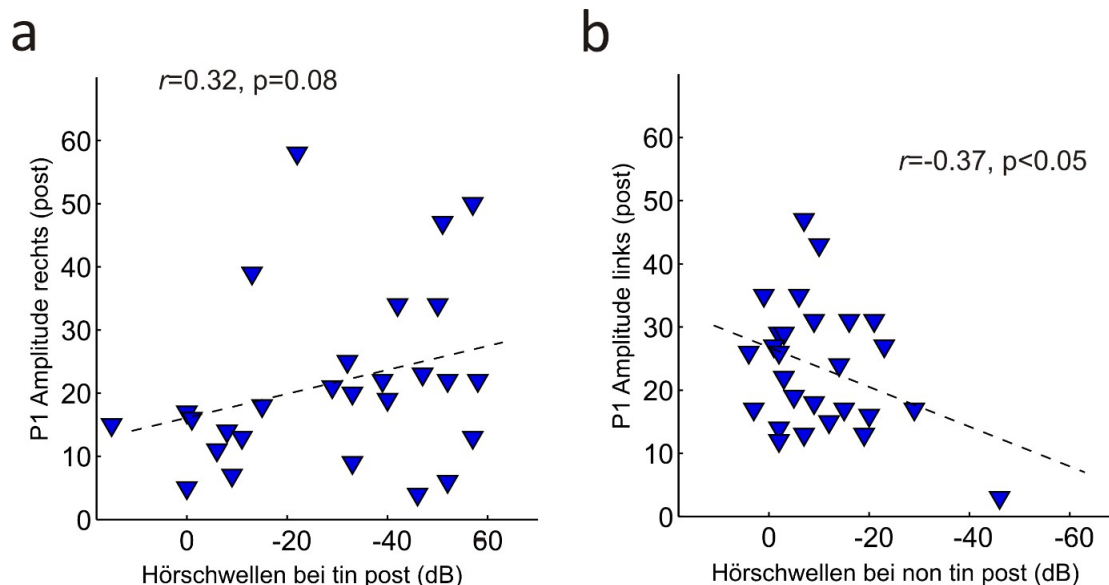 a
r=0.32, p=0.08
P1 Amplitude rechts (post)
60
50
40
30
20
10
0
0 -20 -40 -60
Hörschwellen bei tin post (dB)
b
r=-0.37, p<0.05
P1 Amplitude links (post)
60
50
40
30
20
10
0
0 -20 -40 -60
Hörschwellen bei non tin post (dB)